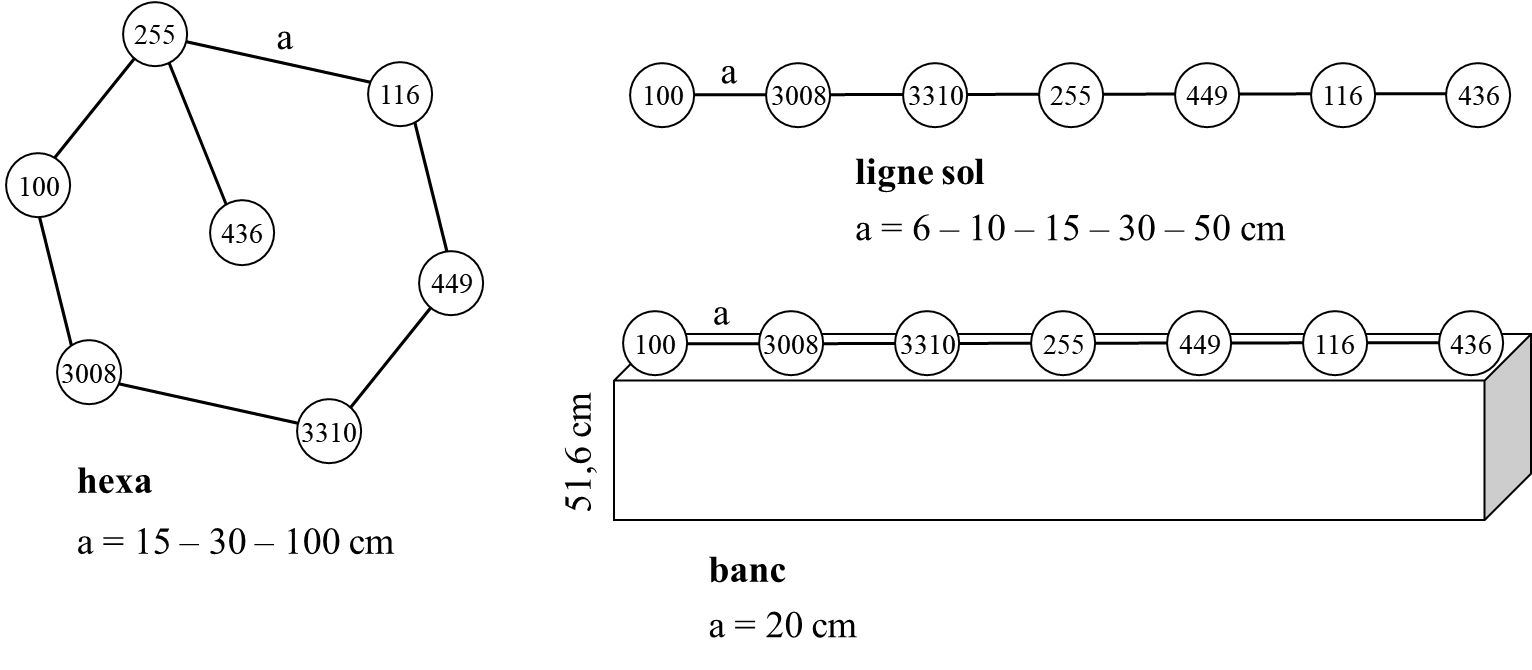 255
a
116
100
436
449
3008
3310
hexa
a = 15 – 30 – 100 cm
100 a 3008 3310 255 449 116 436
ligne sol
a = 6 – 10 – 15 – 30 – 50 cm
100 a 3008 3310 255 449 116 436
51,6 cm
banc
a = 20 cm